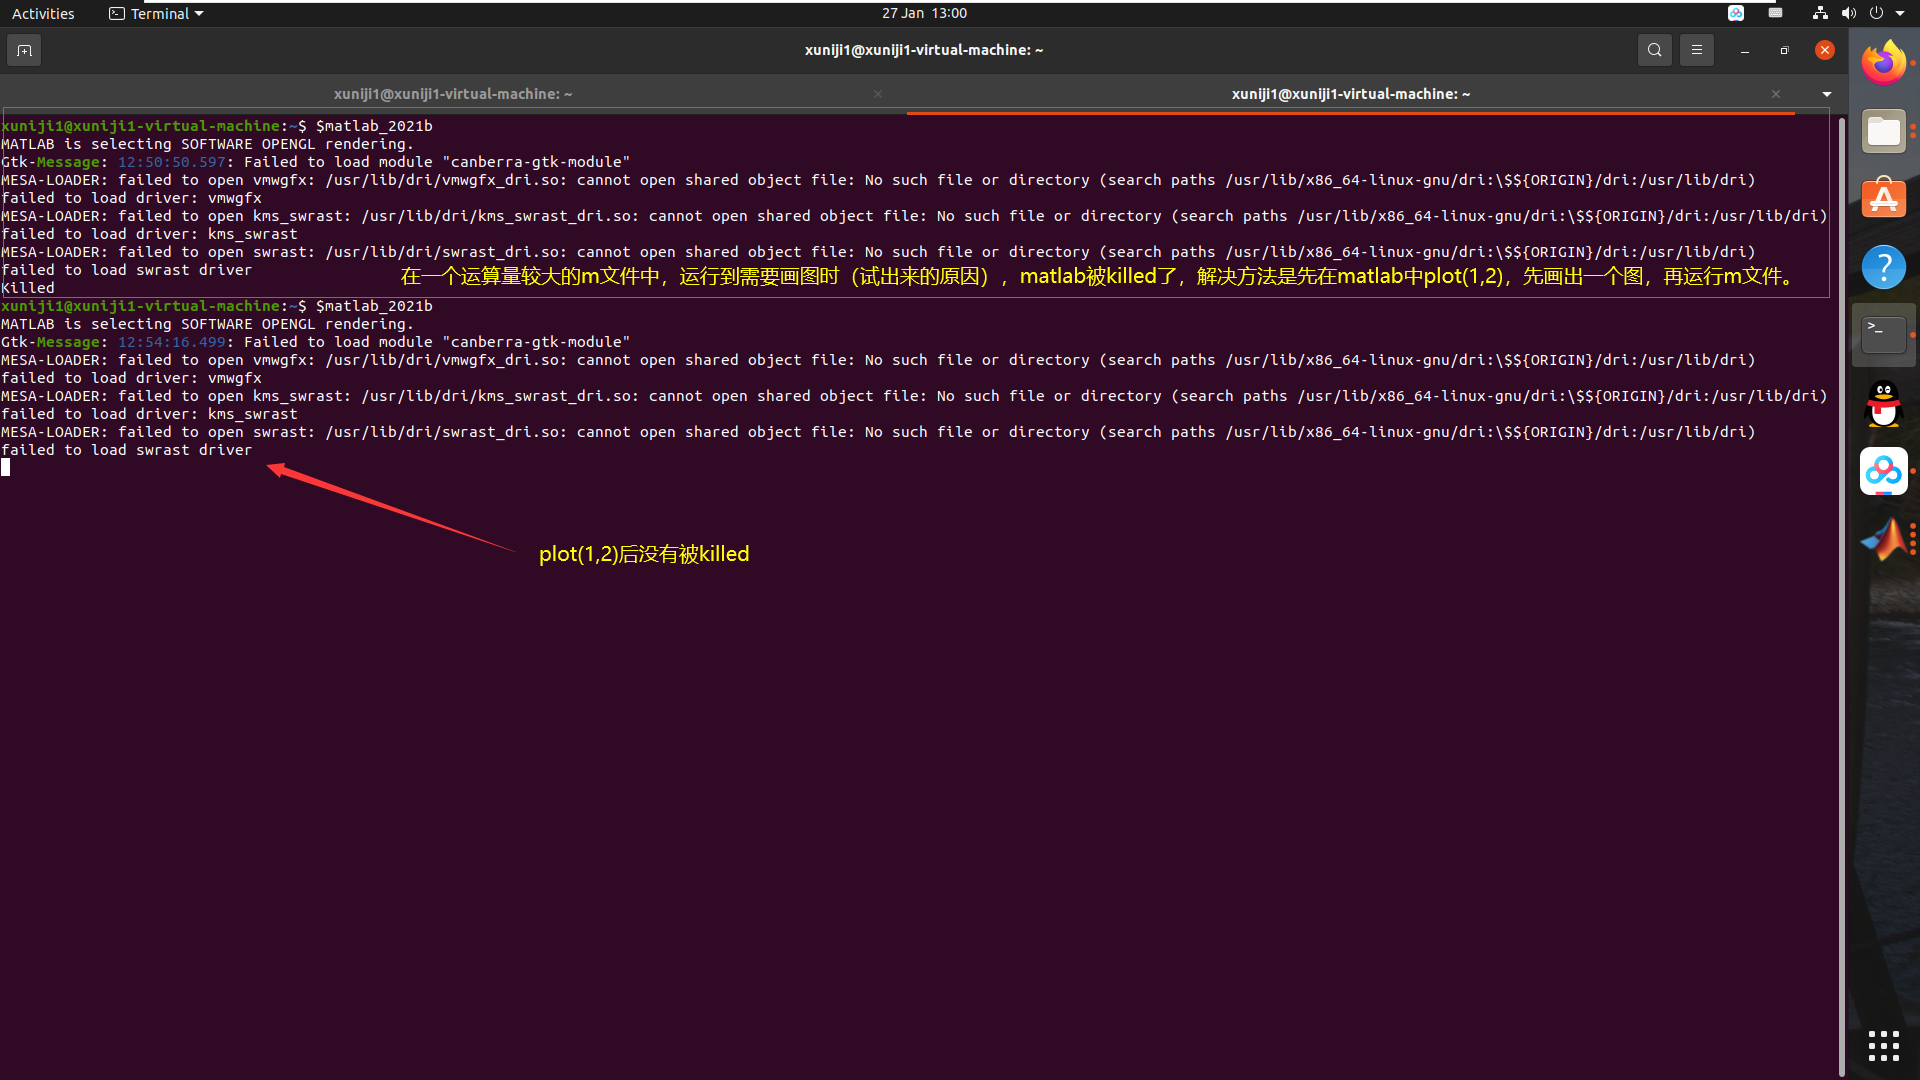 Activities
Terminal
27 Jan 13:00
xuniji1@xuniji1-virtual-machine: ~
xuniji1@xuniji1-virtual-machine: ~
xuniji1@xuniji1-virtual-machine: ~
xuniji1@xuniji1-virtual-machine:~$ $matlab_2021b
MATLAB is selecting SOFTWARE OPENGL rendering.
Gtk-Message: 12:50:50.597: Failed to load module "canberra-gtk-module"
MESA-LOADER: failed to open vmwgfx: /usr/lib/dri/vmwgfx_dri.so: cannot open shared object file: No such file or directory (search paths /usr/lib/x86_64-linux-gnu/dri:\$${ORIGIN}/dri:/usr/lib/dri)
failed to load driver: vmwgfx
MESA-LOADER: failed to open kms_swrast: /usr/lib/dri/kms_swrast_dri.so: cannot open shared object file: No such file or directory (search paths /usr/lib/x86_64-linux-gnu/dri:\$${ORIGIN}/dri:/usr/lib/dri)
failed to load driver: kms_swrast
MESA-LOADER: failed to open swrast: /usr/lib/dri/swrast_dri.so: cannot open shared object file: No such file or directory (search paths /usr/lib/x86_64-linux-gnu/dri:\$${ORIGIN}/dri:/usr/lib/dri)
failed to load swrast driver
在一个运算量较大的m文件中，运行到需要画图时（试出来的原因），matlab被killed了，解决方法是先在matlab中plot(1,2)，先画出一个图，再运行m文件。
Killed
xuniji1@xuniji1-virtual-machine:~$ $matlab_2021b
MATLAB is selecting SOFTWARE OPENGL rendering.
Gtk-Message: 12:54:16.499: Failed to load module "canberra-gtk-module"
MESA-LOADER: failed to open vmwgfx: /usr/lib/dri/vmwgfx_dri.so: cannot open shared object file: No such file or directory (search paths /usr/lib/x86_64-linux-gnu/dri:\$${ORIGIN}/dri:/usr/lib/dri)
failed to load driver: vmwgfx
MESA-LOADER: failed to open kms_swrast: /usr/lib/dri/kms_swrast_dri.so: cannot open shared object file: No such file or directory (search paths /usr/lib/x86_64-linux-gnu/dri:\$${ORIGIN}/dri:/usr/lib/dri)
failed to load driver: kms_swrast
MESA-LOADER: failed to open swrast: /usr/lib/dri/swrast_dri.so: cannot open shared object file: No such file or directory (search paths /usr/lib/x86_64-linux-gnu/dri:\$${ORIGIN}/dri:/usr/lib/dri)
failed to load swrast driver
plot(1,2)后没有被killed